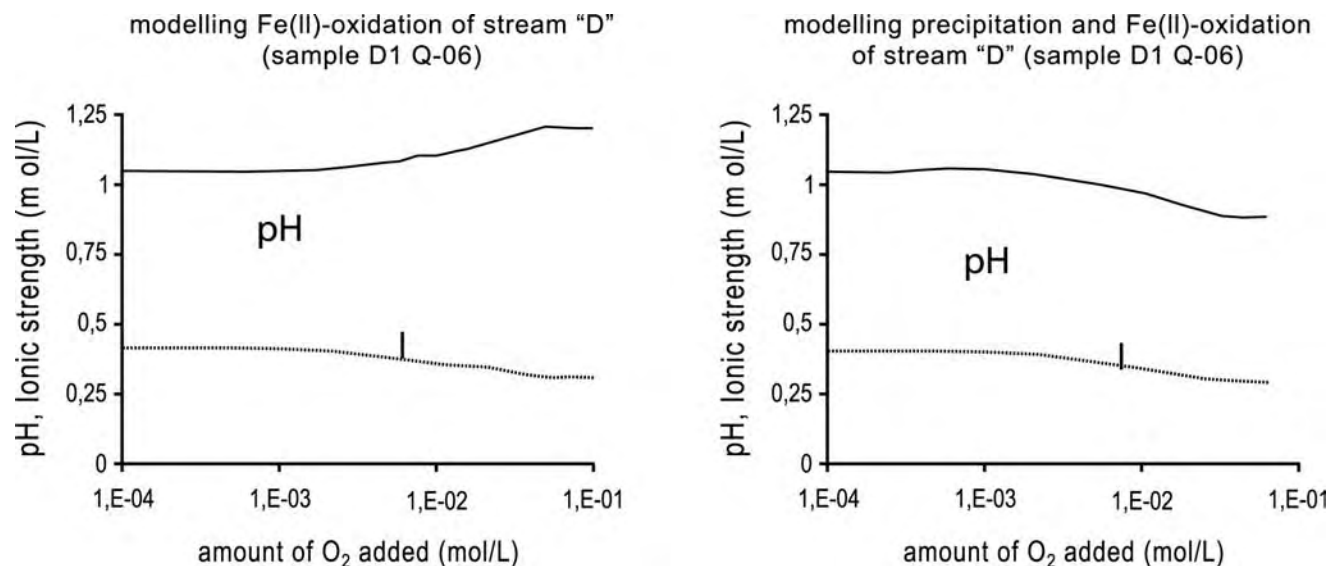 modelling Fe(II)-oxidation of stream “D”
(sample D1 Q-06)
pH, Ionic strength (m ol/L)
1,25
1
0,75
0,5
0,25
0
pH
I
1,E-04
1,E-03
1,E-02
1,E-01
amount of O₂ added (mol/L)
modelling precipitation and Fe(II)-oxidation
of stream “D” (sample D1 Q-06)
pH, Ionic strength (m ol/L)
1,25
1
0,75
0,5
0,25
0
pH
I
1,E-04
1,E-03
1,E-02
1,E-01
amount of O₂ added (mol/L)